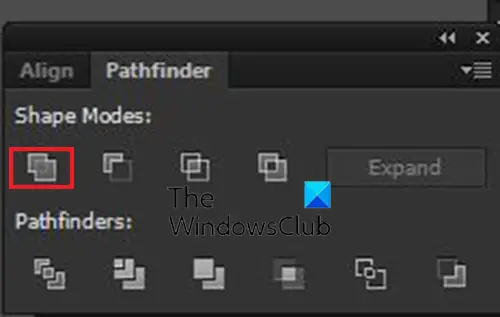 Align Pathfinder
Shape Modes:
Expand
The
WindowsClub
Pathfinders: